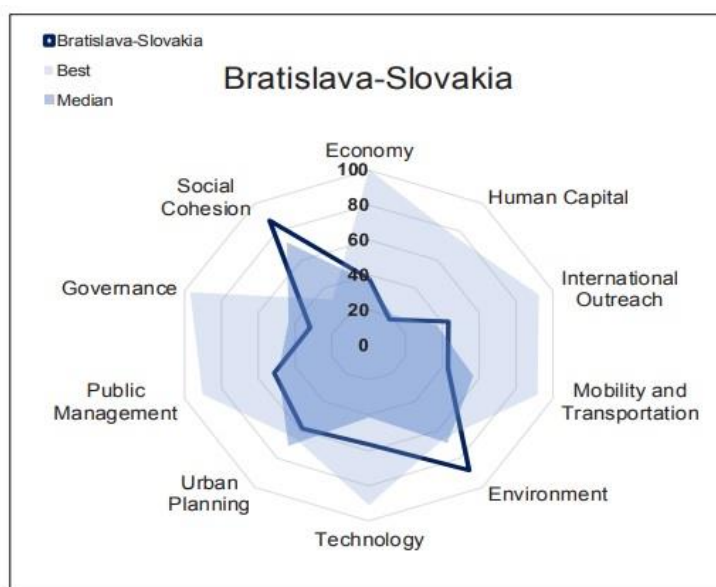 Bratislava-Slovakia
Best
Median
Bratislava-Slovakia
Economy
100
80
60
40
20
0
Human Capital
International
Outreach
Mobility and
Transportation
Environment
Technology
Urban
Planning
Public
Management
Governance
Social
Cohesion